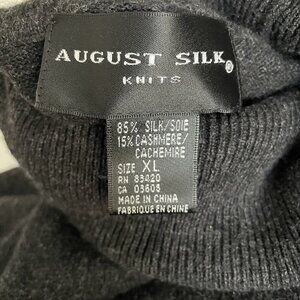 AUGUST SILK®
KNITS
85% SILK/SOIE
15% CASHMERE/
CACHEMIRE
SIZE XL
RN 83420
CA 03603
MADE IN CHINA
FABRIQUE EN CHINE